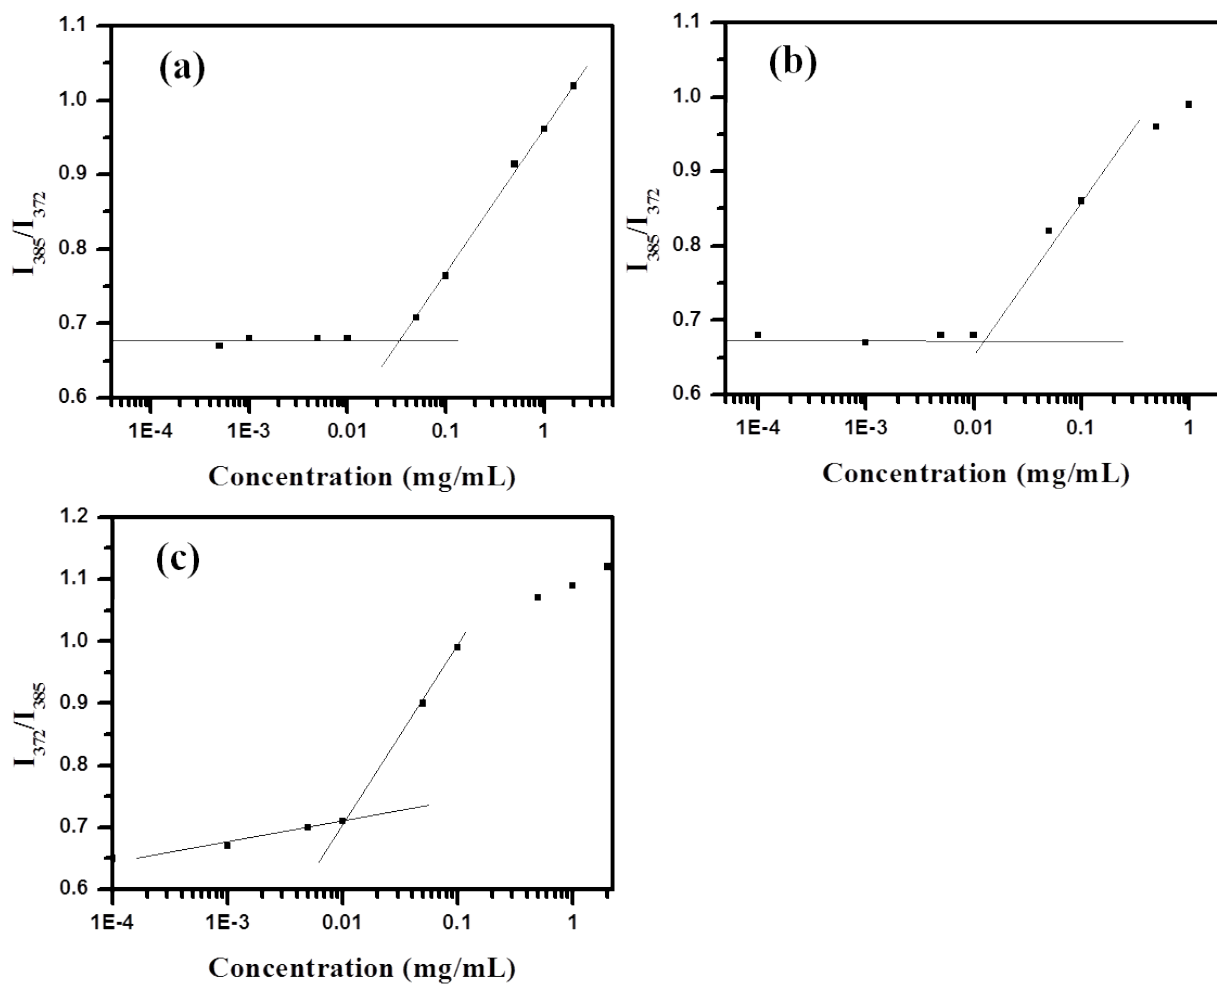 (a)
1.1
1.0
0.9
0.8
0.7
0.6
I385/I372
1E-4 1E-3 0.01 0.1 1
Concentration (mg/mL)
(b)
1.1
1.0
0.9
0.8
0.7
0.6
I385/I372
1E-4 1E-3 0.01 0.1 1
Concentration (mg/mL)
(c)
1.2
1.1
1.0
0.9
0.8
0.7
0.6
I372/I385
1E-4 1E-3 0.01 0.1 1
Concentration (mg/mL)